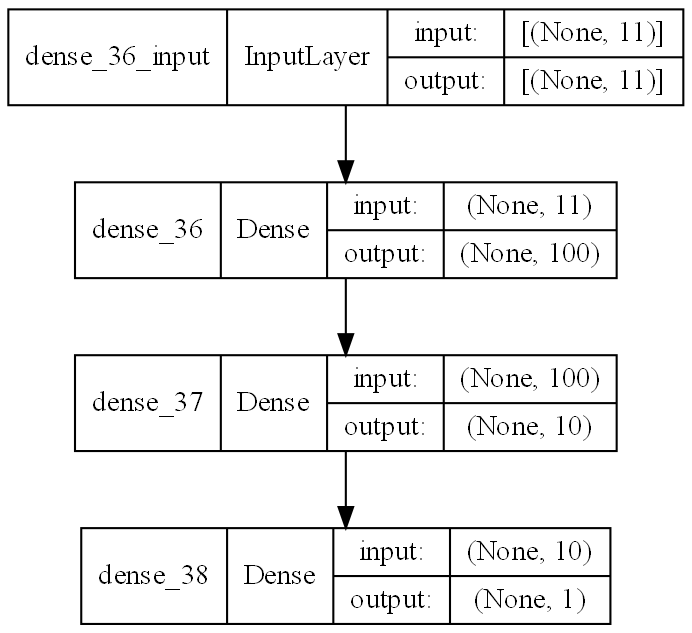 dense_36_input InputLayer input: [(None, 11)]
output: [(None, 11)]
dense_36 Dense input: (None, 11)
output: (None, 100)
dense_37 Dense input: (None, 100)
output: (None, 10)
dense_38 Dense input: (None, 10)
output: (None, 1)